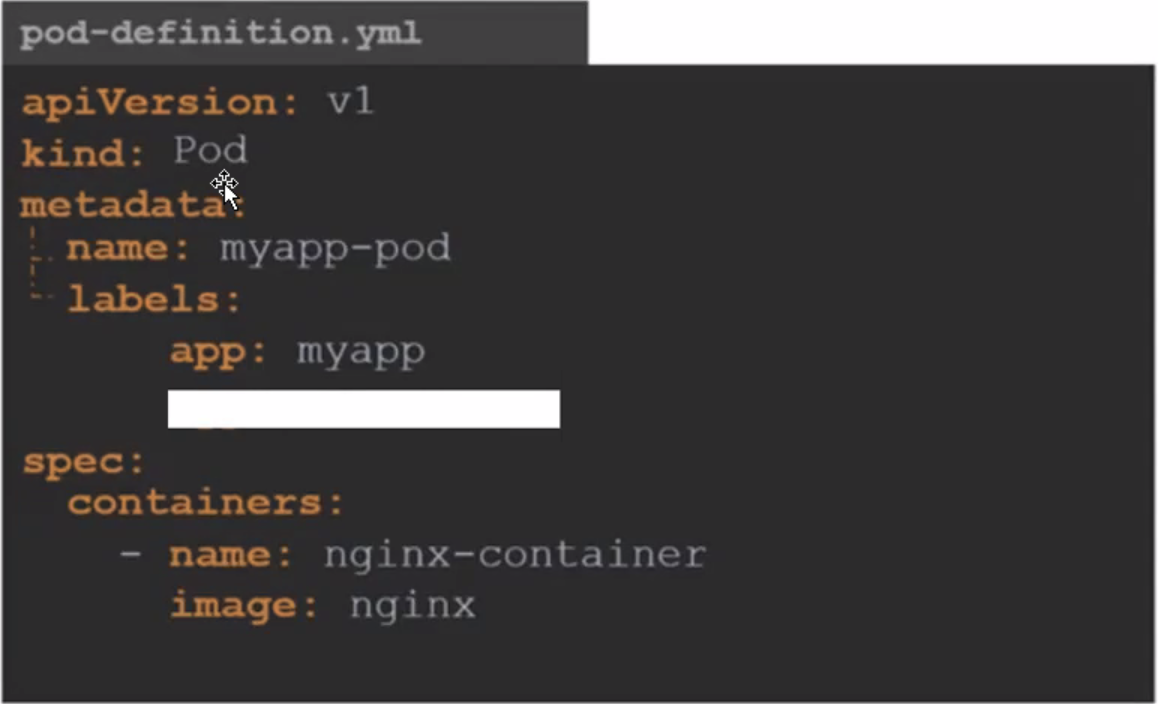 pod-definition.yml
apiVersion: v1
kind: Pod
metadata:
name: myapp-pod
labels:
app: myapp
spec:
containers:
- name: nginx-container
image: nginx